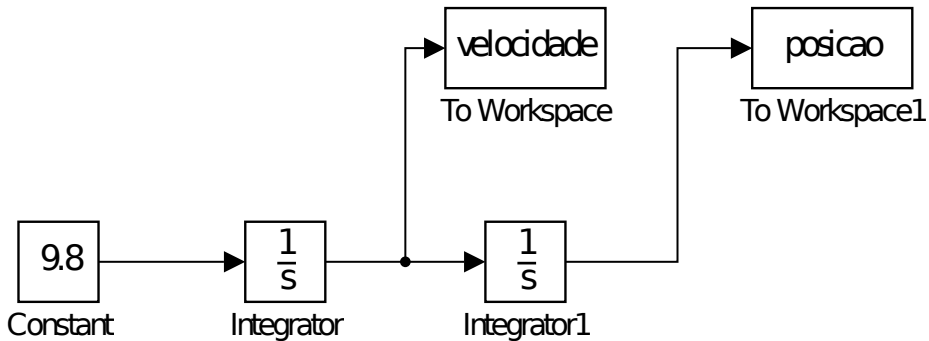 velocidade
To Workspace
posicao
To Workspace1
9.8
Constant
1
s
Integrator
1
s
Integrator1